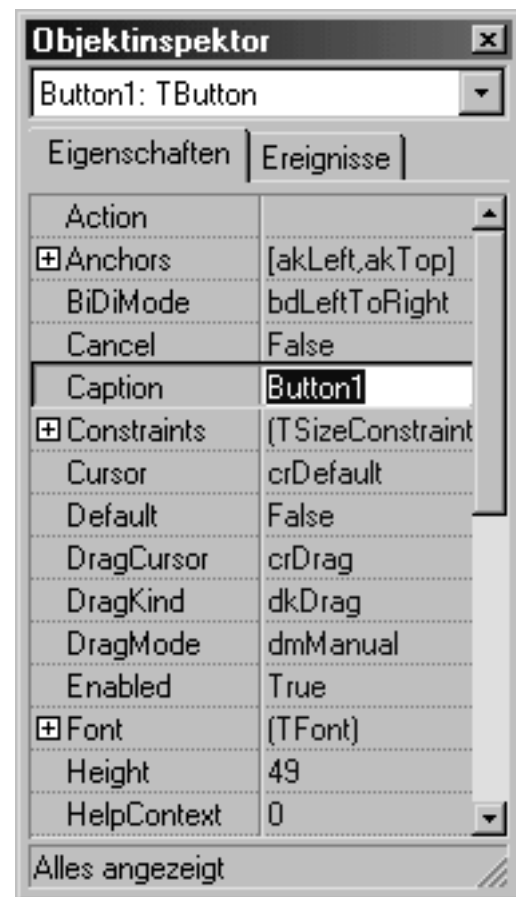 Objektinspektor
Button1: TButton
Eigenschaften Ereignisse
Action
Anchors [akLeft,akTop]
BiDiMode bdLeftToRight
Cancel False
Caption Button1
Constraints (TSizeConstraint
Cursor crDefault
Default False
DragCursor crDrag
DragKind dkDrag
DragMode dmManual
Enabled True
Font (TFont)
Height 49
HelpContext 0
Alles angezeigt